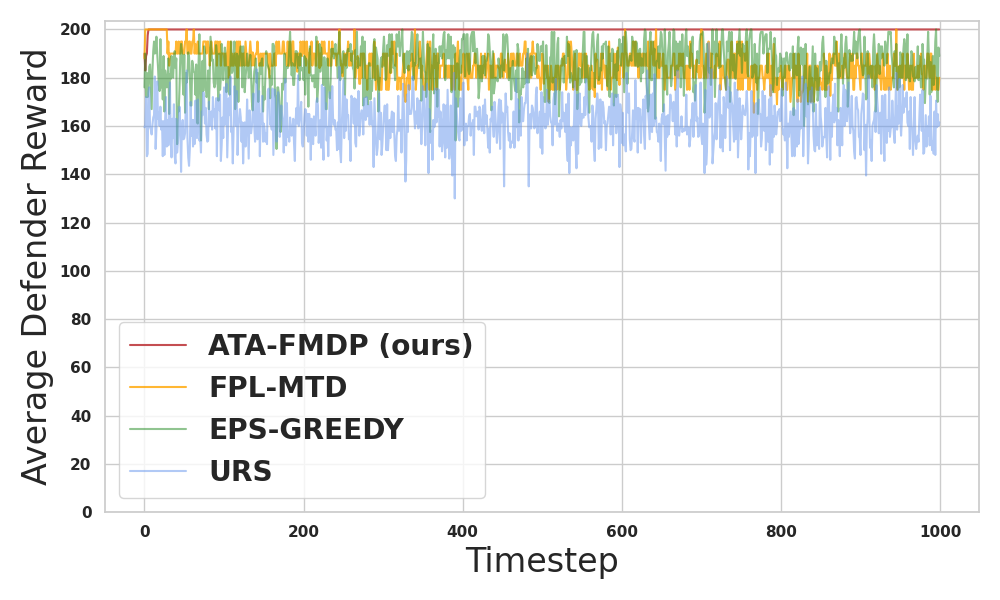 Average Defender Reward
200
180
160
140
120
100
80
60
40
20
0
ATA-FMDP (ours)
FPL-MTD
EPS-GREEDY
URS
0 200 400 600 800 1000
Timestep